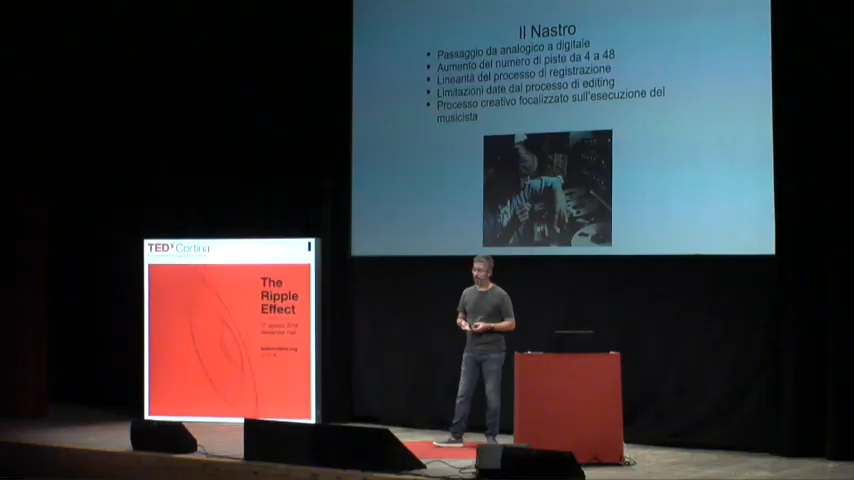 Il Nastro
• Passaggio da analogico a digitale
• Aumento del numero di piste da 4 a 48
• Linearità del processo di registrazione
• Limitazioni date dal processo di editing
• Processo creativo focalizzato sull'esecuzione del
musicista
TEDx Cortina
The
Ripple
Effect